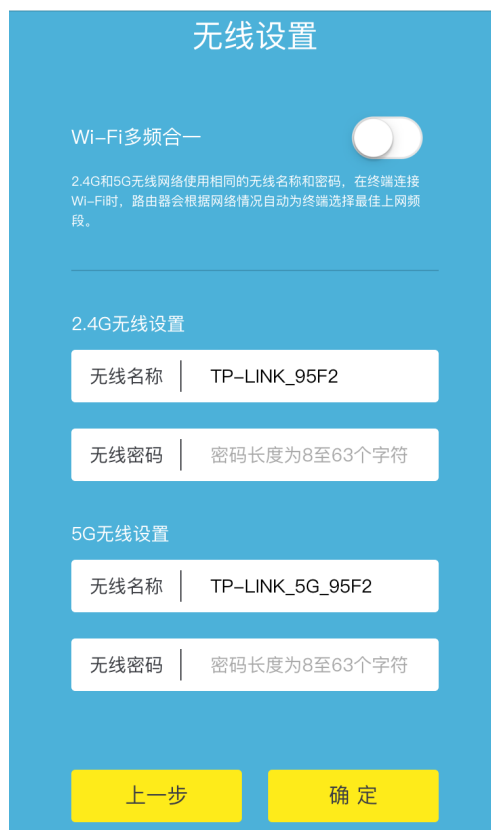 无线设置
Wi-Fi多频合一
2.4G和5G无线网络使用相同的无线名称和密码，在终端连接
Wi-Fi时，路由器会根据网络情况自动为终端选择最佳上网频
段。
2.4G无线设置
无线名称 TP-LINK_95F2
无线密码 密码长度为8至63个字符
5G无线设置
无线名称 TP-LINK_5G_95F2
无线密码 密码长度为8至63个字符
上一步 确 定